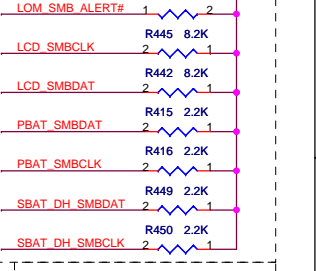 LOM_SMB_ALERT# 1 2
R445 8.2K
LCD_SMBCLK 2 1
R442 8.2K
LCD_SMBDAT 2 1
R415 2.2K
PBAT_SMBDAT 2 1
R416 2.2K
PBAT_SMBCLK 2 1
R449 2.2K
SBAT_DH_SMBDAT 2 1
R450 2.2K
SBAT_DH_SMBCLK 2 1